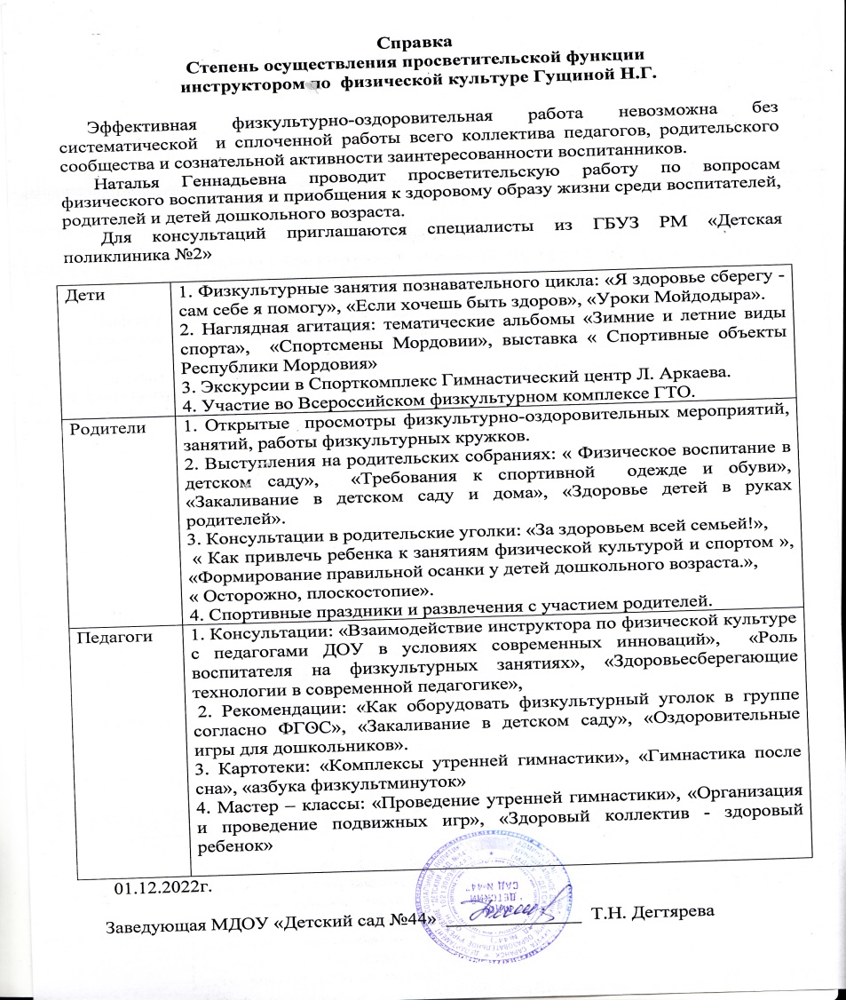 Справка
Степень осуществления просветительской функции
инструктором по физической культуре Гущиной Н.Г.
Эффективная физкультурно-оздоровительная работа невозможна без
систематической и сплоченной работы всего коллектива педагогов, родительского
сообщества и сознательной активности заинтересованности воспитанников.
Наталья Геннадьевна проводит просветительскую работу по вопросам
физического воспитания и приобщения к здоровому образу жизни среди воспитателей,
родителей и детей дошкольного возраста.
Для консультаций приглашаются специалисты из ГБУЗ РМ «Детская
поликлиника №2»
Дети
1. Физкультурные занятия познавательного цикла: «Я здоровье сберегу -
сам себе я помогу», «Если хочешь быть здоров», «Уроки Мойдодыра».
2. Наглядная агитация: тематические альбомы «Зимние и летние виды
спорта», «Спортсмены Мордовии», выставка « Спортивные объекты
Республики Мордовия»
3. Экскурсии в Спорткомплекс Гимнастический центр Л. Аркаева.
4. Участие во Всероссийском физкультурном комплексе ГТО.
Родители
1. Открытые просмотры физкультурно-оздоровительных мероприятий,
занятий, работы физкультурных кружков.
2. Выступления на родительских собраниях: « Физическое воспитание в
детском саду», «Требования к спортивной одежде и обуви»,
«Закаливание в детском саду и дома», «Здоровье детей в руках
родителей».
3. Консультации в родительские уголки: «За здоровьем всей семьей!»,
« Как привлечь ребенка к занятиям физической культурой и спортом »,
«Формирование правильной осанки у детей дошкольного возраста.»,
« Осторожно, плоскостопие».
4. Спортивные праздники и развлечения с участием родителей.
Педагоги
1. Консультации: «Взаимодействие инструктора по физической культуре
с педагогами ДОУ в условиях современных инноваций», «Роль
воспитателя на физкультурных занятиях», «Здоровьесберегающие
технологии в современной педагогике»,
2. Рекомендации: «Как оборудовать физкультурный уголок в группе
согласно ФГОС», «Закаливание в детском саду», «Оздоровительные
игры для дошкольников».
3. Картотеки: «Комплексы утренней гимнастики», «Гимнастика после
сна», «азбука физкультминуток»
4. Мастер – классы: «Проведение утренней гимнастики», «Организация
и проведение подвижных игр», «Здоровый коллектив - здоровый
ребенок»
01.12.2022г.
Заведующая МДОУ «Детский сад №44» Т.Н. Дегтярева
"ДЕТСКИЙ
САД №44"